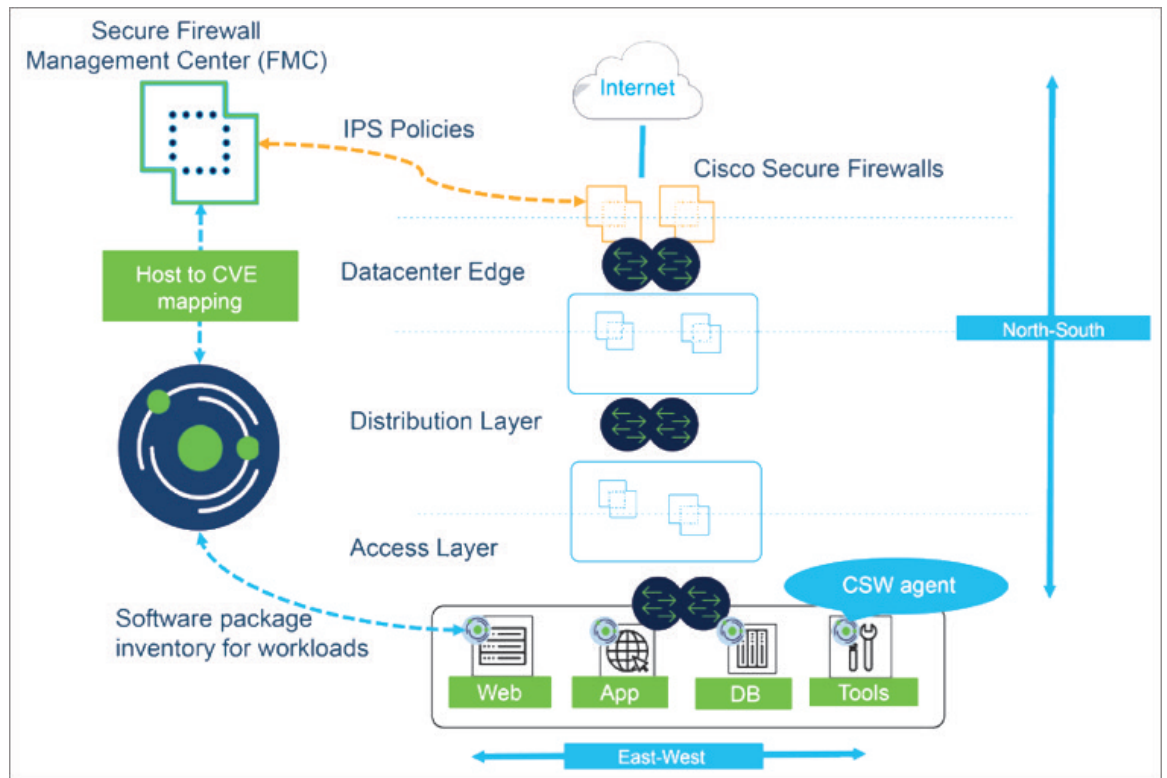 Secure Firewall
Management Center (FMC)
Internet
IPS Policies
Cisco Secure Firewalls
Host to CVE
mapping
Datacenter Edge
North-South
Distribution Layer
Access Layer
CSW agent
Software package
inventory for workloads
Web
App
DB
Tools
East-West